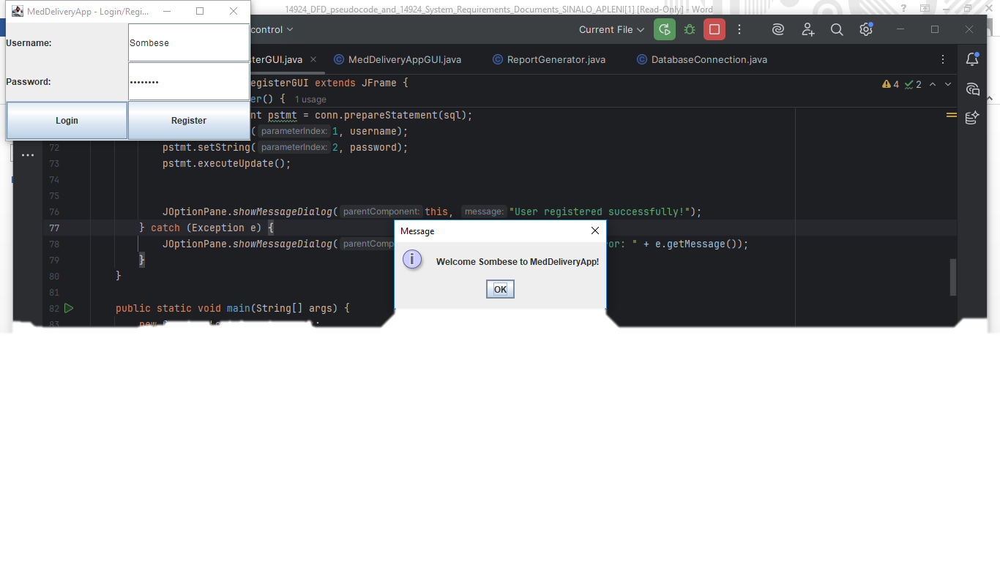 14924_DFD_pseudocode_and_14924_System_Requirements_Documents_SINALO_APLENI[1] [Read-Only] - Word
MedDeliveryApp - Login/Regi...
Username:
Sombese
Password:
••••••••
Login
Register
control
Current File
terGUI.java
MedDeliveryAppGUI.java
ReportGenerator.java
DatabaseConnection.java
egisterGUI extends JFrame {
4 2
er() { 1 usage
nt pstmt = conn.prepareStatement(sql);
( parameterIndex: 1, username);
72 pstmt.setString( parameterIndex: 2, password);
73 pstmt.executeUpdate();
74
75
76 JOptionPane.showMessageDialog( parentComponent: this, message: "User registered successfully!");
77 } catch (Exception e) {
78 JOptionPane.showMessageDialog( parentComp or: " + e.getMessage());
79 }
80 }
81
82 public static void main(String[] args) {
83 new
Message
Welcome Sombese to MedDeliveryApp!
OK